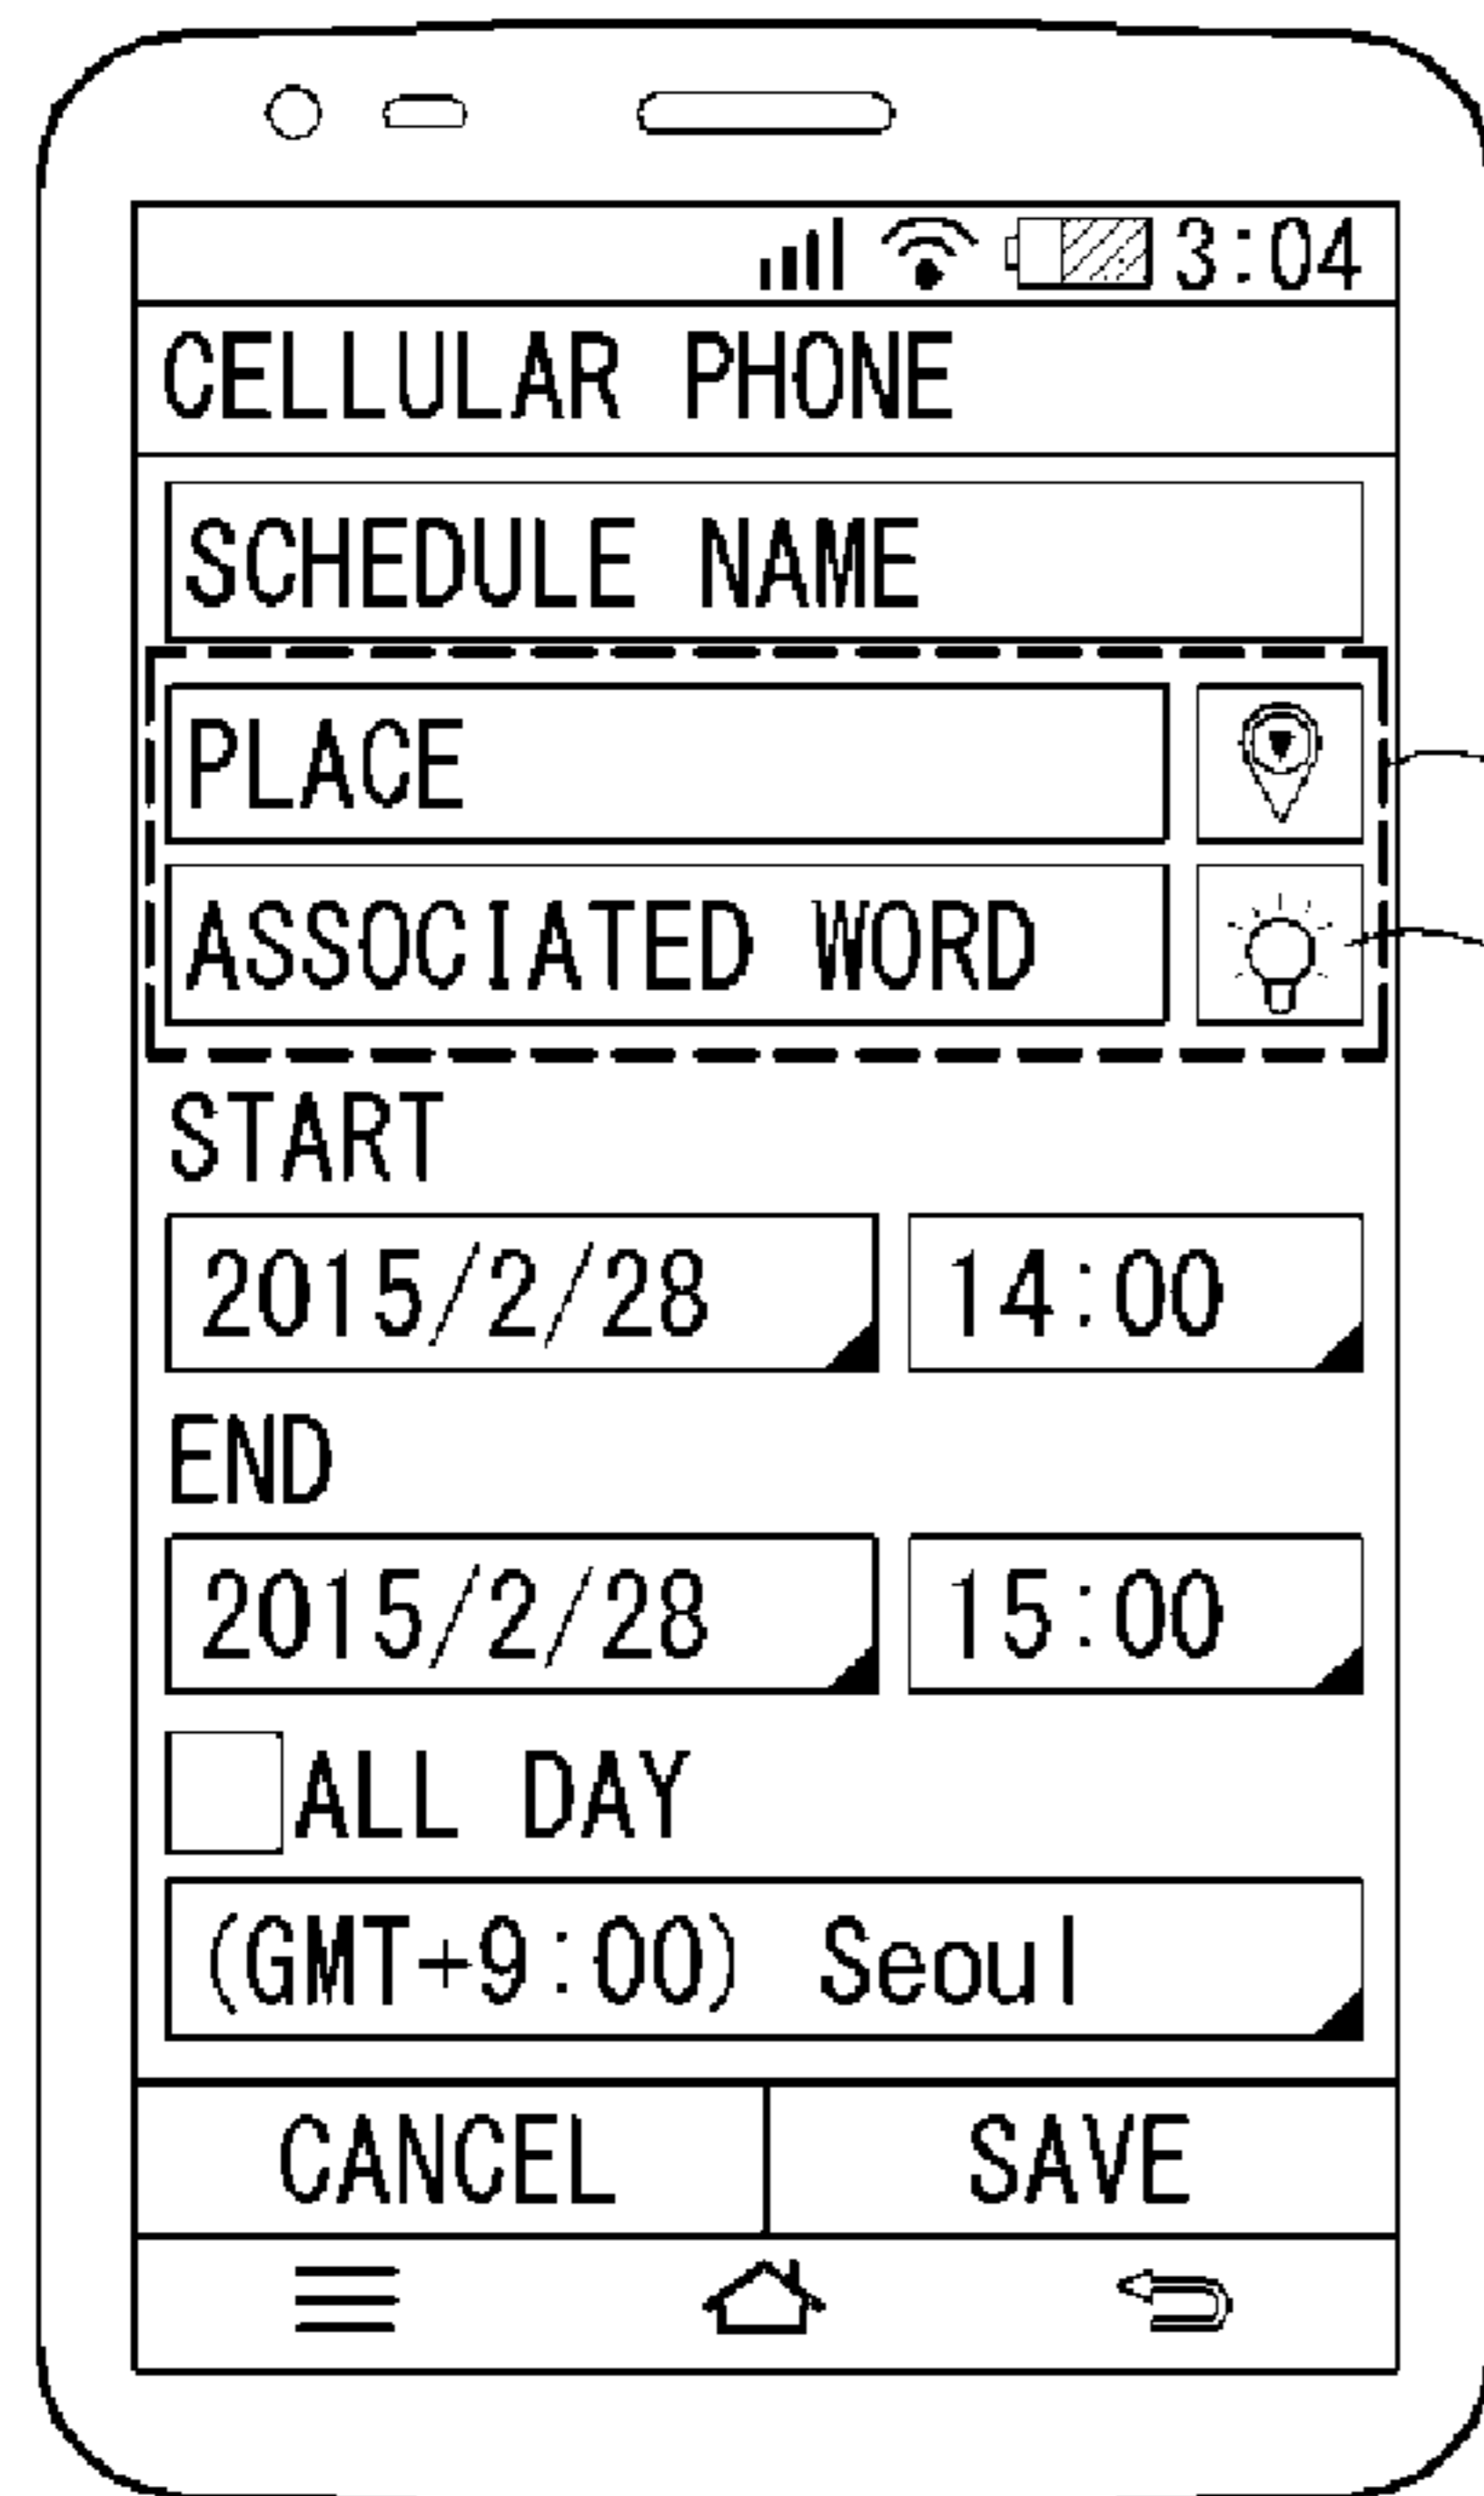 3:04
CELLULAR PHONE
SCHEDULE NAME
PLACE
ASSOCIATED WORD
START
2015/2/28 14:00
END
2015/2/28 15:00
ALL DAY
(GMT+9:00) Seoul
CANCEL SAVE